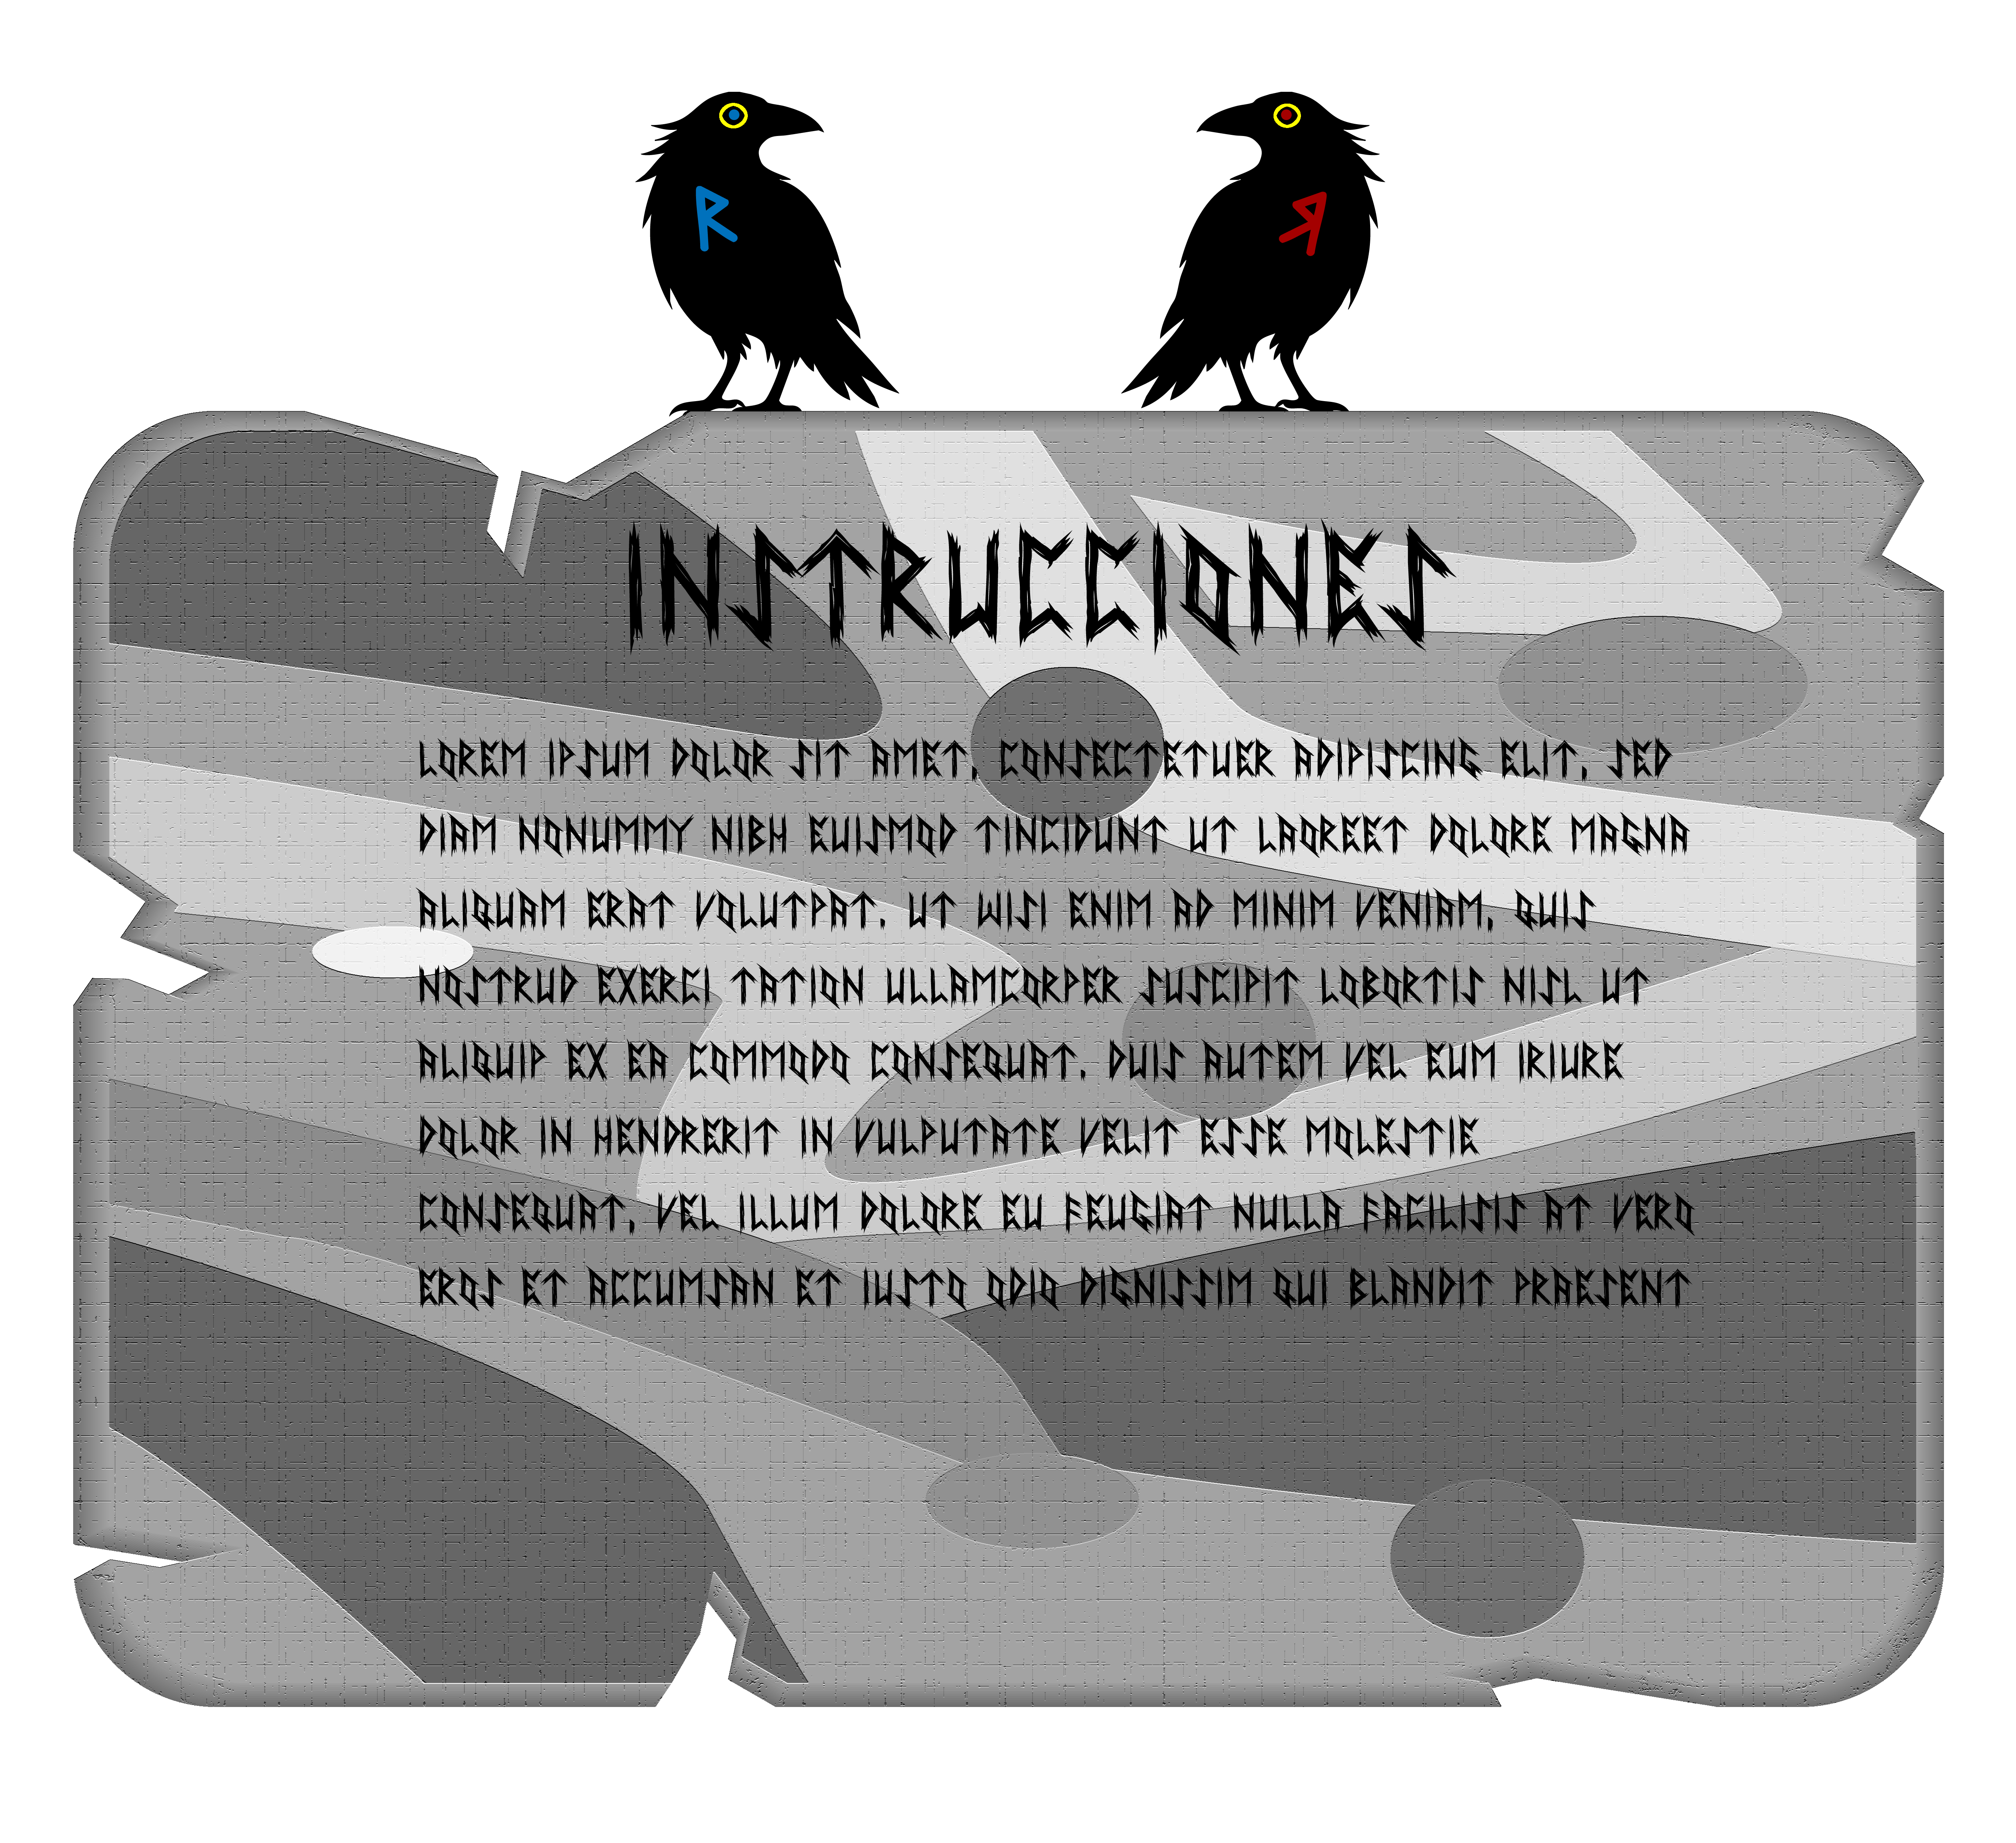 INSTRUCCIONES
LOREM IPSUM DOLOR SIT AMET, CONSECTETUER ADIPISCING ELIT, SED
DIAM NONUMMY NIBH EUISMOD TINCIDUNT UT LAOREET DOLORE MAGNA
ALIQUAM ERAT VOLUTPAT. UT WISI ENIM AD MINIM VENIAM, QUIS
NOSTRUD EXERCI TATION ULLAMCORPER SUSCIPIT LOBORTIS NISL UT
ALIQUIP EX EA COMMODO CONSEQUAT. DUIS AUTEM VEL EUM IRIURE
DOLOR IN HENDRERIT IN VULPUTATE VELIT ESSE MOLESTIE
CONSEQUAT, VEL ILLUM DOLORE EU FEUGIAT NULLA FACILISIS AT VERO
EROS ET ACCUMSAN ET IUSTO ODIO DIGNISSIM QUI BLANDIT PRAESENT